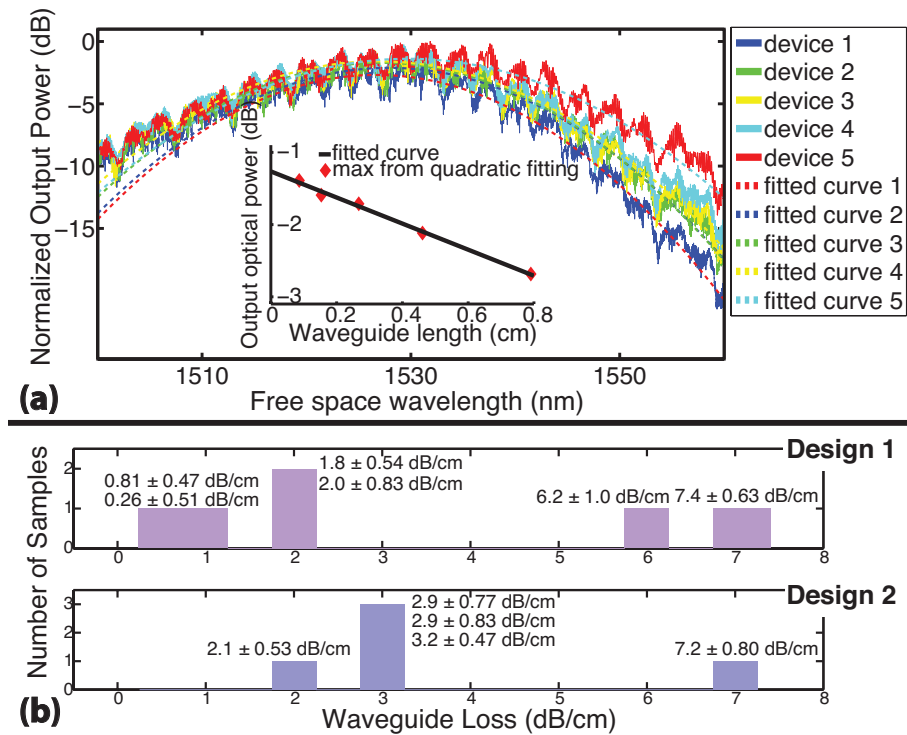 Normalized Output Power (dB)
0
−5
−10
−15
1510
1530
1550
Free space wavelength (nm)
Output optical power (dB)
−1
−2
−3
0
0.2
0.4
0.6
0.8
Waveguide length (cm)
fitted curve
max from quadratic fitting
device 1
device 2
device 3
device 4
device 5
fitted curve 1
fitted curve 2
fitted curve 3
fitted curve 4
fitted curve 5
(a)
Number of Samples
Design 1
0.81 ± 0.47 dB/cm
0.26 ± 0.51 dB/cm
1.8 ± 0.54 dB/cm
2.0 ± 0.83 dB/cm
6.2 ± 1.0 dB/cm
7.4 ± 0.63 dB/cm
2
1
0
0 1 2 3 4 5 6 7 8
Design 2
2.1 ± 0.53 dB/cm
2.9 ± 0.77 dB/cm
2.9 ± 0.83 dB/cm
3.2 ± 0.47 dB/cm
7.2 ± 0.80 dB/cm
3
2
1
0
0 1 2 3 4 5 6 7 8
Waveguide Loss (dB/cm)
(b)